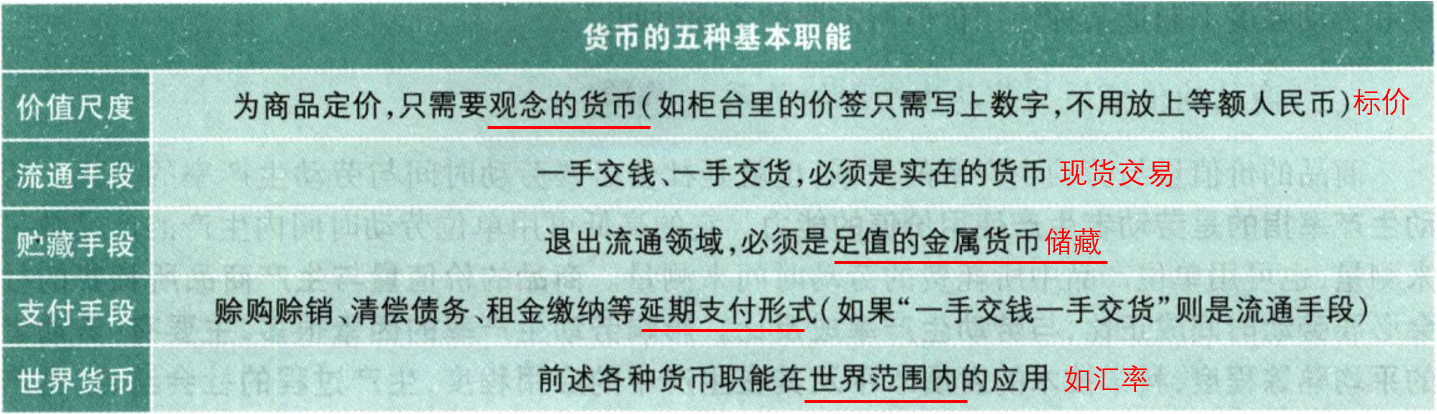 货币的五种基本职能
价值尺度 为商品定价,只需要观念的货币(如柜台里的价签只需写上数字,不用放上等额人民币)标价
流通手段 一手交钱、一手交货,必须是实在的货币 现货交易
贮藏手段 退出流通领域,必须是足值的金属货币储藏
支付手段 赊购赊销、清偿债务、租金缴纳等延期支付形式(如果“一手交钱一手交货”则是流通手段)
世界货币 前述各种货币职能在世界范围内的应用 如汇率